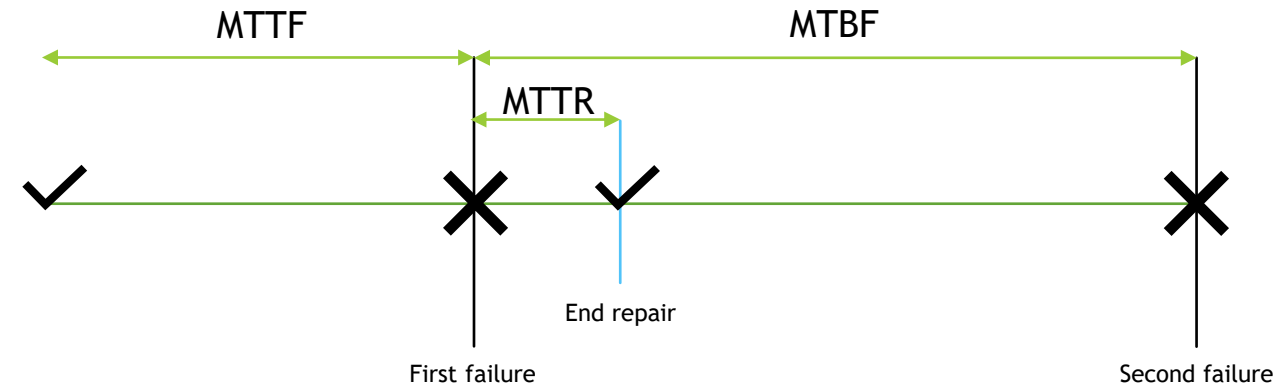 MTTF
MTBF
MTTR
End repair
First failure
Second failure